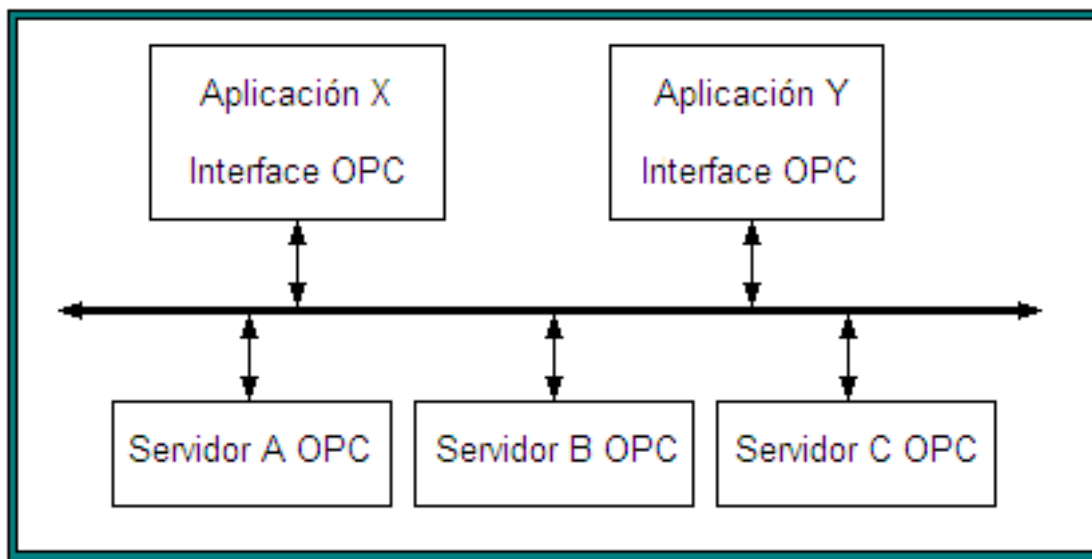 Aplicación X
Interface OPC
Aplicación Y
Interface OPC
Servidor A OPC
Servidor B OPC
Servidor C OPC